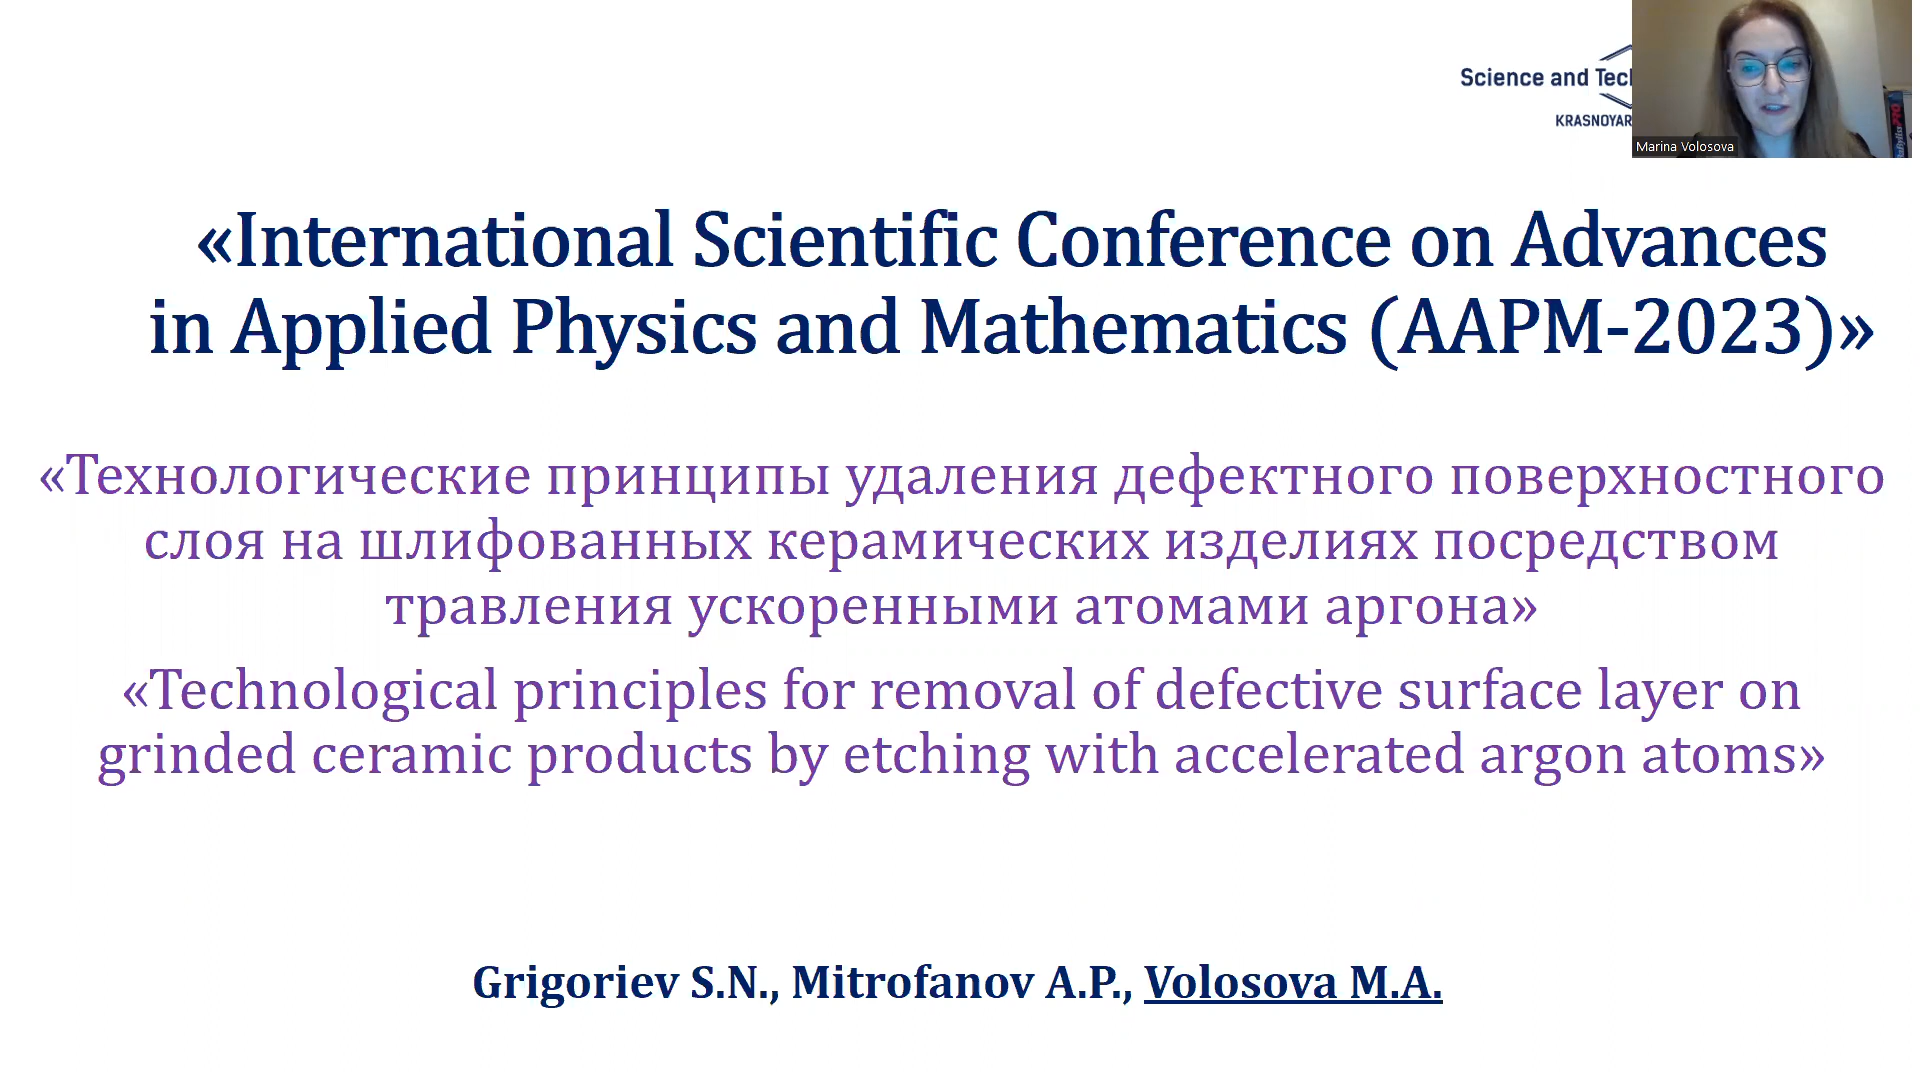 Science and
KRASNOYAR
Marina Volosova
«International Scientific Conference on Advances
in Applied Physics and Mathematics (AAPM-2023)»
«Технологические принципы удаления дефектного поверхностного
слоя на шлифованных керамических изделиях посредством
травления ускоренными атомами аргона»
«Technological principles for removal of defective surface layer on
grinded ceramic products by etching with accelerated argon atoms»
Grigoriev S.N., Mitrofanov A.P., Volosova M.A.